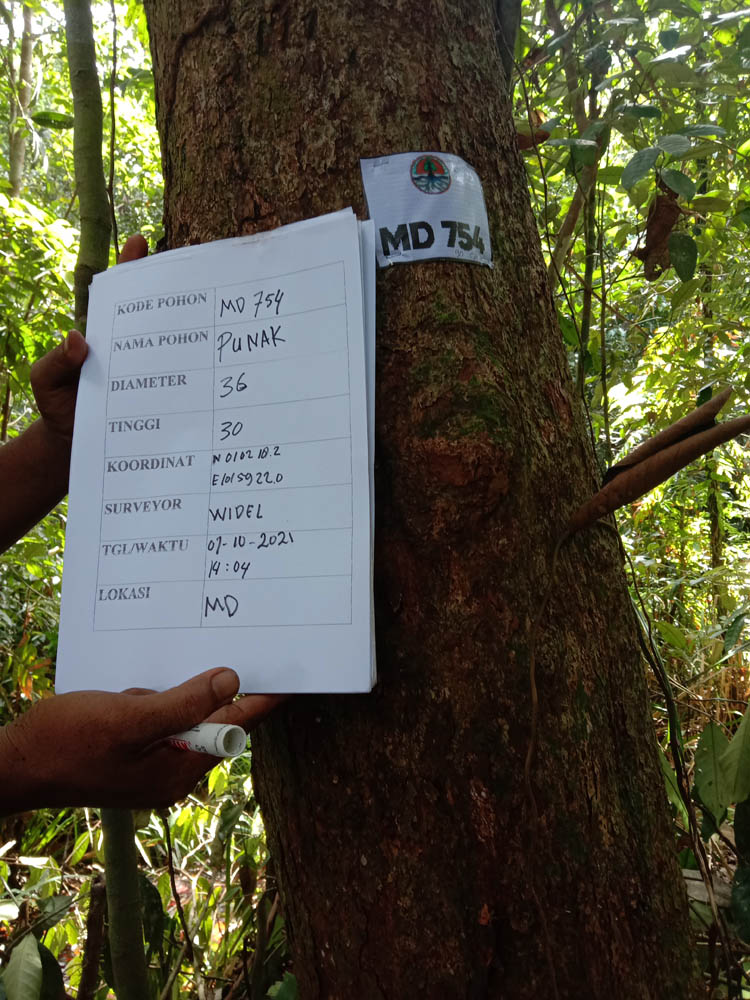 MD 754
KODE POHON MD 754
NAMA POHON PUNAK
DIAMETER 36
TINGGI 30
KOORDINAT N 0102 10.2
E 10159 22.0
SURVEYOR WIDEL
TGL/WAKTU 07-10-2021
14:04
LOKASI MD